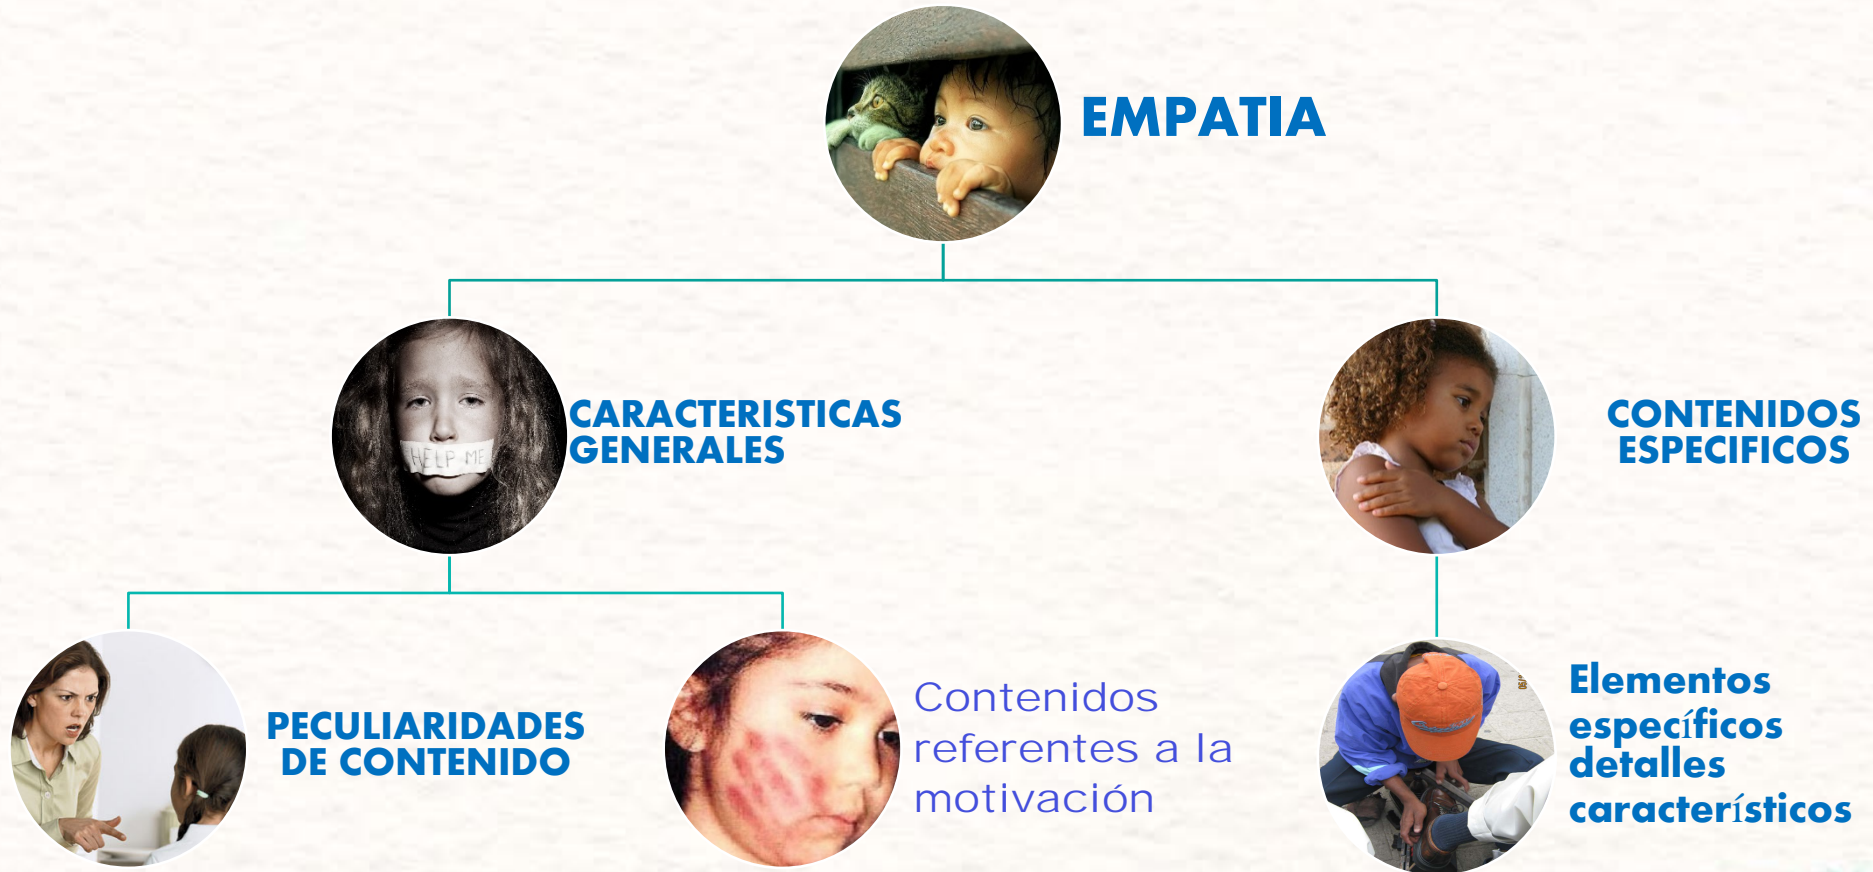 EMPATIA
CARACTERISTICAS
GENERALES
HELP ME
CONTENIDOS
ESPECIFICOS
PECULIARIDADES
DE CONTENIDO
Contenidos
referentes a la
motivación
Elementos
específicos
detalles
característicos